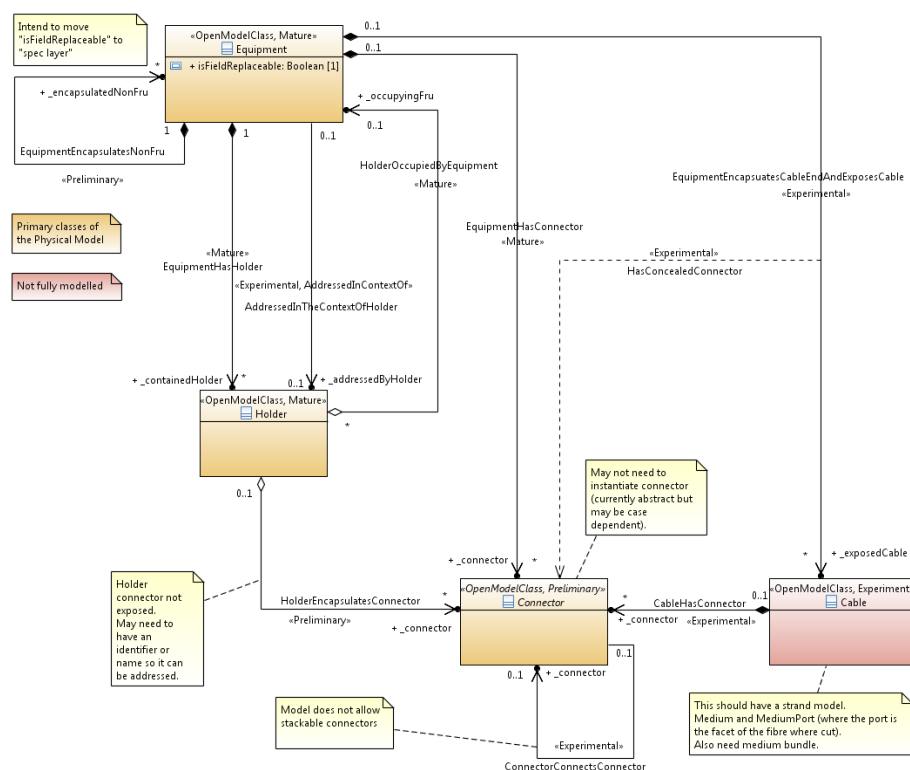 Intend to move
"isFieldReplaceable" to
"spec layer"
0..1
0..1
«OpenModelClass, Mature»
Equipment
+ isFieldReplaceable: Boolean [1]
*
+ _encapsulatedNonFru
+ _occupyingFru
0..1
1
1
0..1
EquipmentEncapsulatesNonFru
«Preliminary»
HolderOccupiedByEquipment
«Mature»
EquipmentEncapsuatesCableEndAndExposesCable
«Experimental»
Primary classes of
the Physical Model
EquipmentHasConnector
«Mature»
«Mature»
EquipmentHasHolder
«Experimental»
HasConcealedConnector
Not fully modelled
«Experimental, AddressedInContextOf»
AddressedInTheContextOfHolder
+ _containedHolder
*
0..1
+ _addressedByHolder
«OpenModelClass, Mature»
Holder
*
0..1
May not need to
instantiate connector
(currently abstract but
may be case
dependent).
+ _connector
*
*
+ _exposedCable
Holder
connector not
exposed.
May need to
have an
identifier or
name so it can
be addressed.
HolderEncapsulatesConnector
«Preliminary»
*
+ _connector
«OpenModelClass, Preliminary»
Connector
*
+ _connector
CableHasConnector
«Experimental»
0..1
«OpenModelClass, Experiment
Cable
0..1
0..1
+ _connector
Model does not allow
stackable connectors
«Experimental»
ConnectorConnectsConnector
This should have a strand model.
Medium and MediumPort (where the port is
the facet of the fibre where cut).
Also need medium bundle.